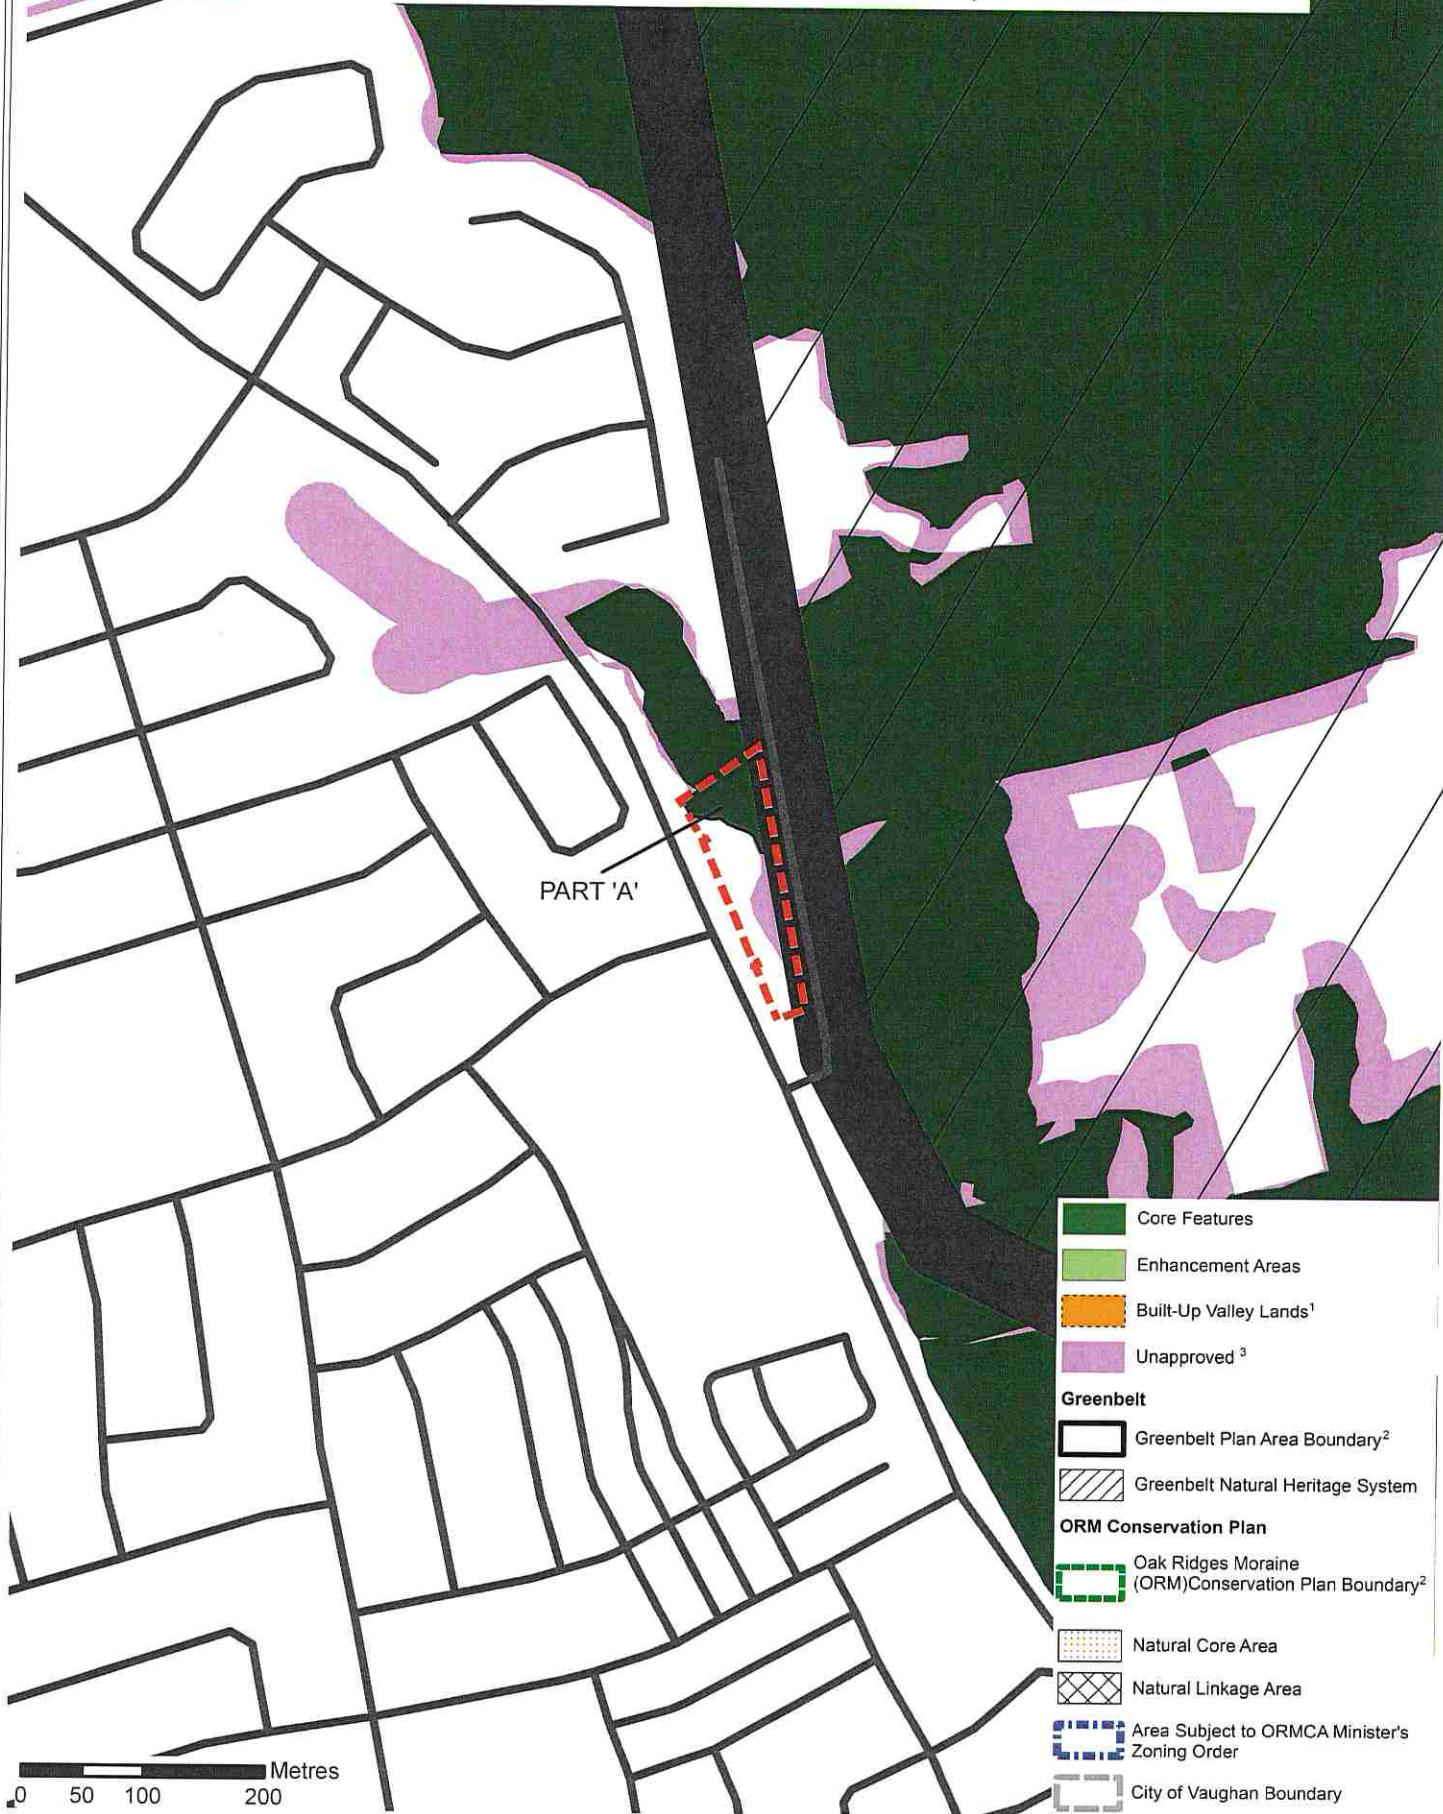 PART 'A'
Core Features
Enhancement Areas
Built-Up Valley Lands¹
Unapproved ³
Greenbelt
Greenbelt Plan Area Boundary²
Greenbelt Natural Heritage System
ORM Conservation Plan
Oak Ridges Moraine
(ORM)Conservation Plan Boundary²
Natural Core Area
Natural Linkage Area
Area Subject to ORMCA Minister's
Zoning Order
City of Vaughan Boundary
Metres
0 50 100 200